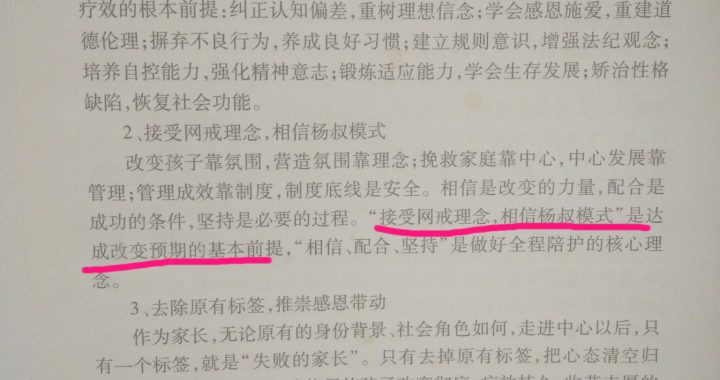 疗效的根本前提:纠正认知偏差,重树理想信念;学会感恩施爱,重建道
德伦理;摒弃不良行为,养成良好习惯;建立规则意识,增强法纪观念;
培养自控能力,强化精神意志;锻炼适应能力,学会生存发展;矫治性格
缺陷,恢复社会功能。
2、接受网戒理念,相信杨叔模式
改变孩子靠氛围,营造氛围靠理念;挽救家庭靠中心,中心发展靠
管理;管理成效靠制度,制度底线是安全。相信是改变的力量,配合是
成功的条件,坚持是必要的过程。“接受网戒理念,相信杨叔模式”是达
成改变预期的基本前提,“相信、配合、坚持”是做好全程陪护的核心理
念。
3、去除原有标签,推崇感恩带动
作为家长,无论原有的身份背景、社会角色如何,走进中心以后,只
有一个标签,就是“失败的家长”。只有去掉原有标签,把心态清空归